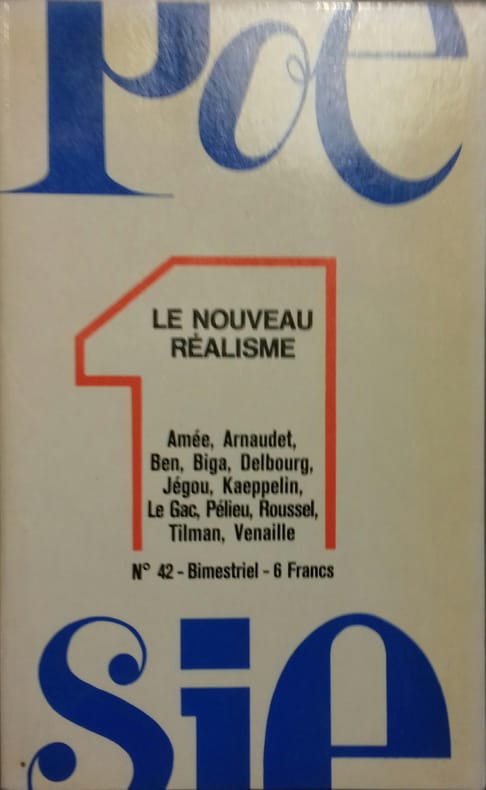 Poe
1
LE NOUVEAU
RÉALISME
Amée, Arnaudet,
Ben, Biga, Delbourg,
Jégou, Kaeppelin,
Le Gac, Pélieu, Roussel,
Tilman, Venaille
N° 42 - Bimestriel - 6 Francs
sie